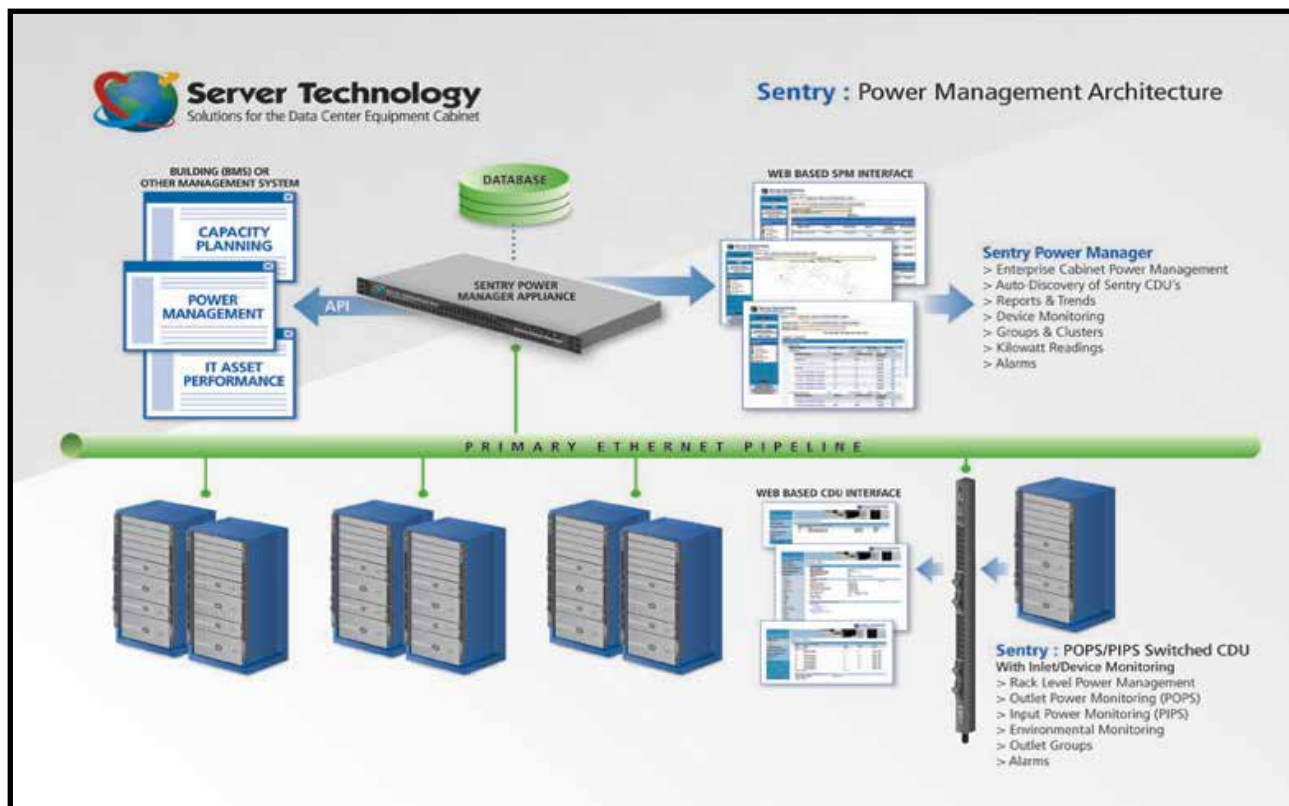 Server Technology
Solutions for the Data Center Equipment Cabinet
Sentry : Power Management Architecture
BUILDING (BMS) OR
OTHER MANAGEMENT SYSTEM
CAPACITY
PLANNING
POWER
MANAGEMENT
IT ASSET
PERFORMANCE
API
DATABASE
SENTRY POWER
MANAGER APPLIANCE
WEB BASED SPM INTERFACE
Sentry Power Manager
> Enterprise Cabinet Power Management
> Auto Discovery of Sentry CDU's
> Reports & Trends
> Device Monitoring
> Groups & Clusters
> Kilowatt Readings
> Alarms
PRIMARY ETHERNET PIPELINE
WEB BASED CDU INTERFACE
Sentry : POPS/PIPS Switched CDU
With Inlet/Device Monitoring
> Rack Level Power Management
> Outlet Power Monitoring (POPS)
> Input Power Monitoring (PIPS)
> Environmental Monitoring
> Outlet Groups
> Alarms